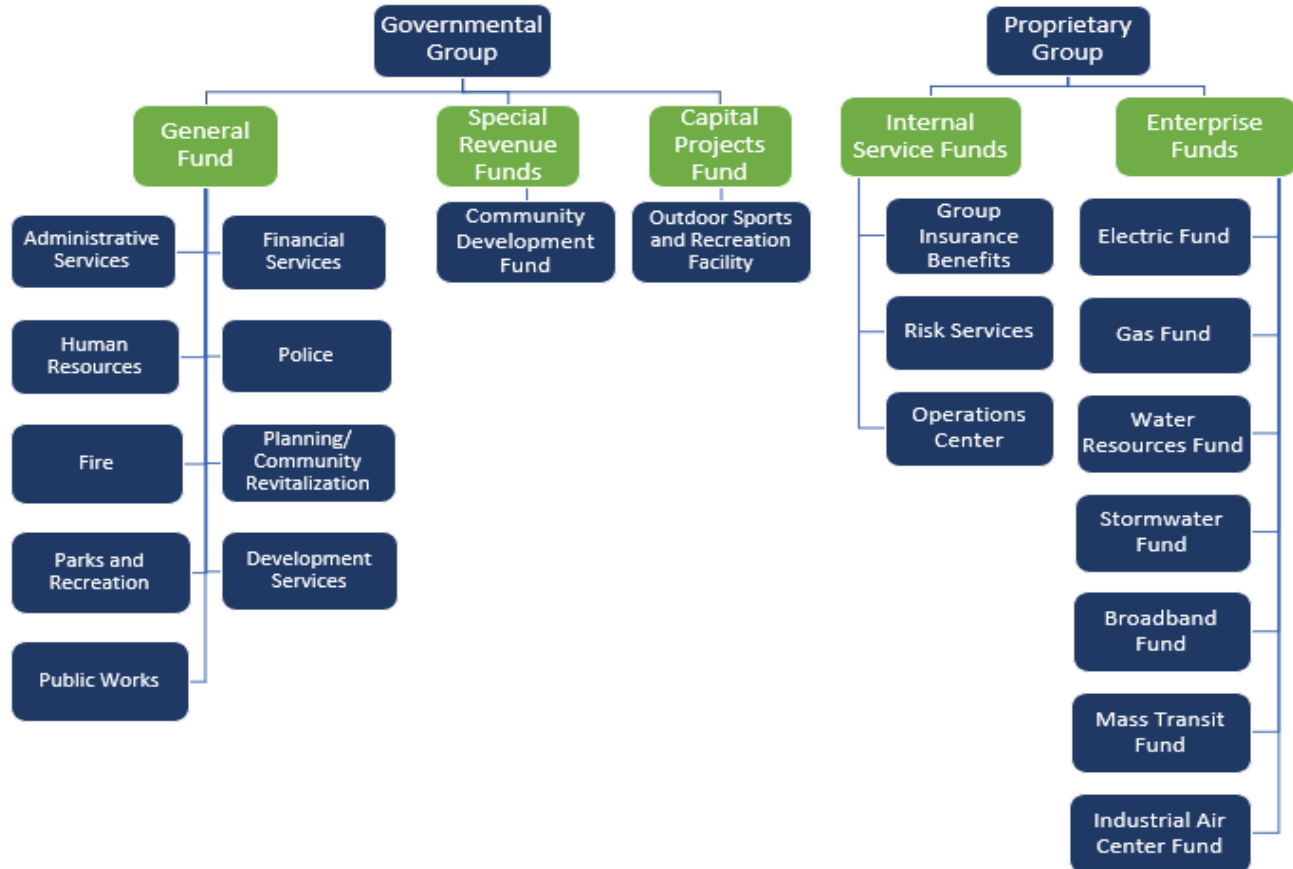 Governmental
Group
Proprietary
Group
General
Fund
Special
Revenue
Funds
Capital
Projects
Fund
Internal
Service Funds
Enterprise
Funds
Administrative
Services
Financial
Services
Human
Resources
Police
Fire
Planning/
Community
Revitalization
Parks and
Recreation
Development
Services
Public Works
Community
Development
Fund
Outdoor Sports
and Recreation
Facility
Group
Insurance
Benefits
Risk Services
Operations
Center
Electric Fund
Gas Fund
Water
Resources Fund
Stormwater
Fund
Broadband
Fund
Mass Transit
Fund
Industrial Air
Center Fund